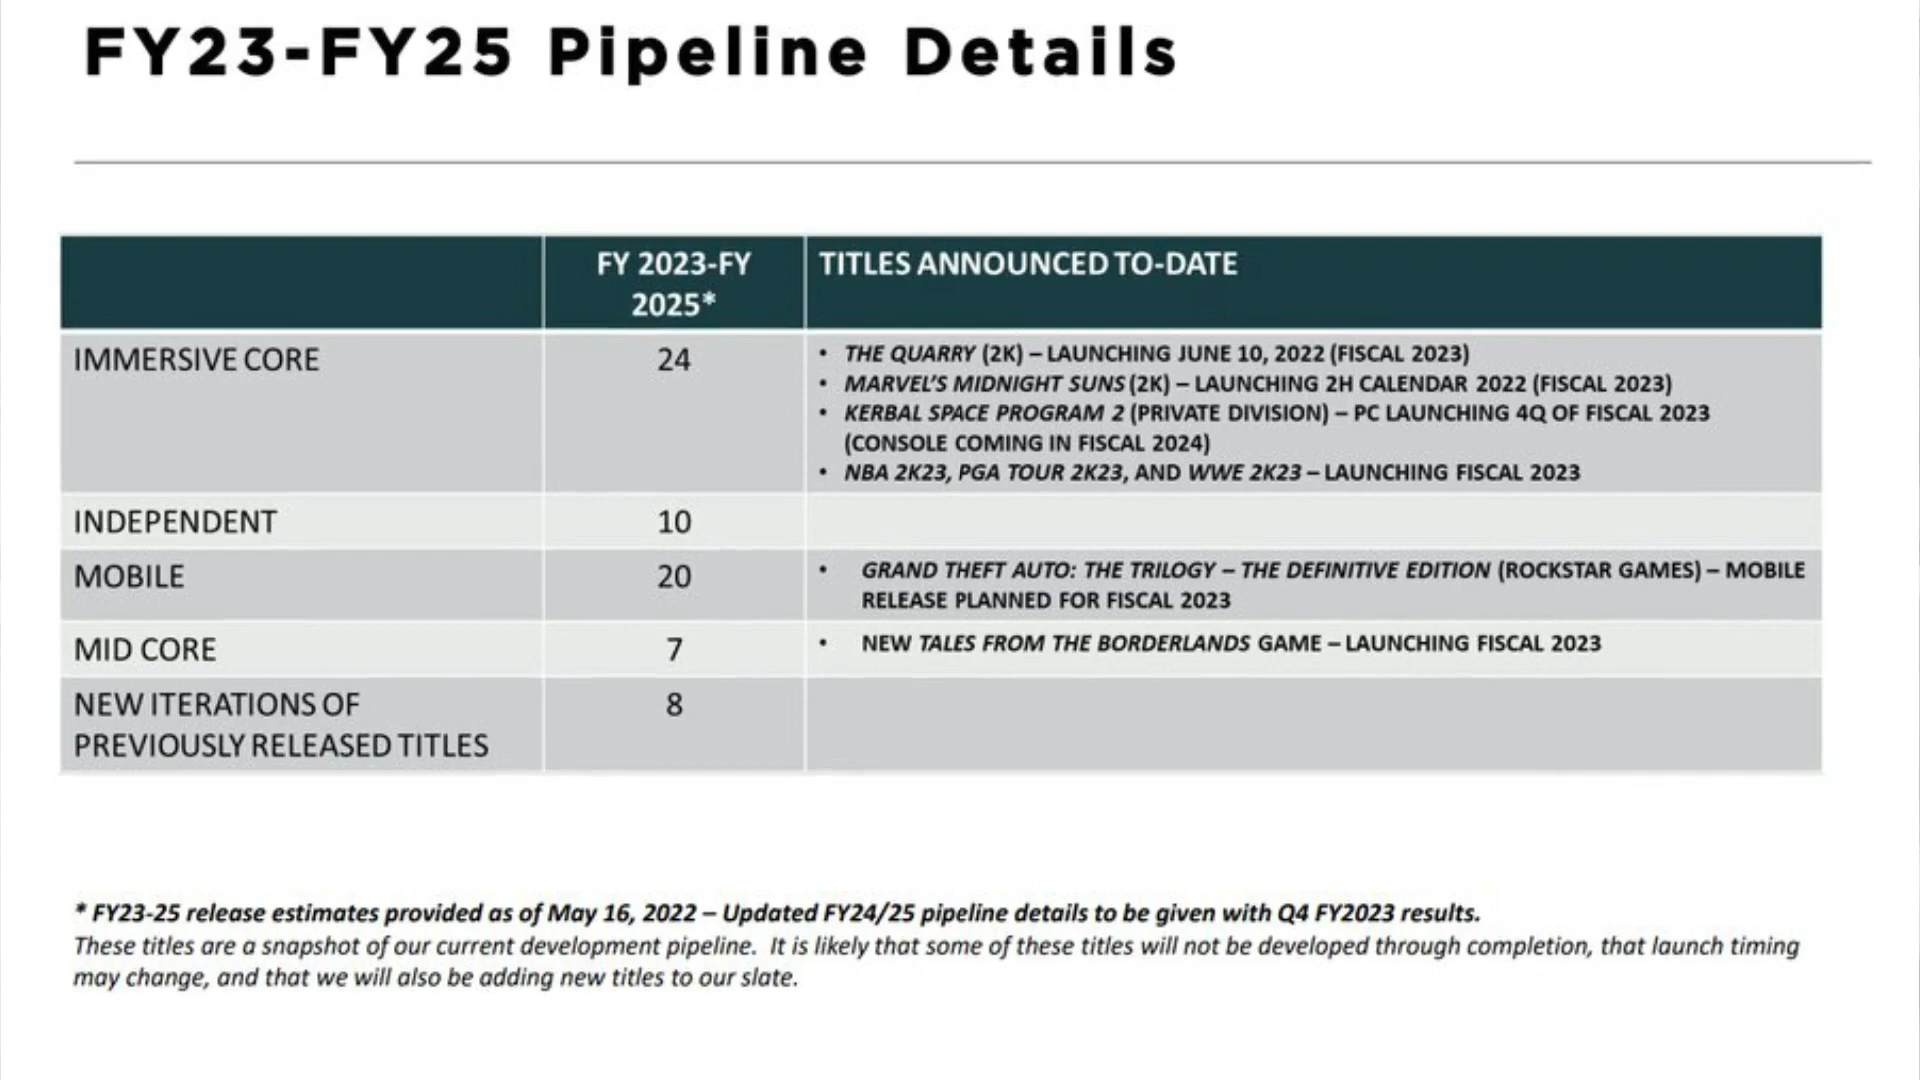 FY23-FY25 Pipeline Details
FY 2023-FY
2025*
TITLES ANNOUNCED TO-DATE
IMMERSIVE CORE
24
• THE QUARRY (2K) – LAUNCHING JUNE 10, 2022 (FISCAL 2023)
• MARVEL'S MIDNIGHT SUNS (2K) – LAUNCHING 2H CALENDAR 2022 (FISCAL 2023)
• KERBAL SPACE PROGRAM 2 (PRIVATE DIVISION) – PC LAUNCHING 4Q OF FISCAL 2023
(CONSOLE COMING IN FISCAL 2024)
• NBA 2K23, PGA TOUR 2K23, AND WWE 2K23 – LAUNCHING FISCAL 2023
INDEPENDENT
10
MOBILE
20
• GRAND THEFT AUTO: THE TRILOGY – THE DEFINITIVE EDITION (ROCKSTAR GAMES) – MOBILE
RELEASE PLANNED FOR FISCAL 2023
MID CORE
7
• NEW TALES FROM THE BORDERLANDS GAME – LAUNCHING FISCAL 2023
NEW ITERATIONS OF
PREVIOUSLY RELEASED TITLES
8
* FY23-25 release estimates provided as of May 16, 2022 – Updated FY24/25 pipeline details to be given with Q4 FY2023 results.
These titles are a snapshot of our current development pipeline. It is likely that some of these titles will not be developed through completion, that launch timing
may change, and that we will also be adding new titles to our slate.